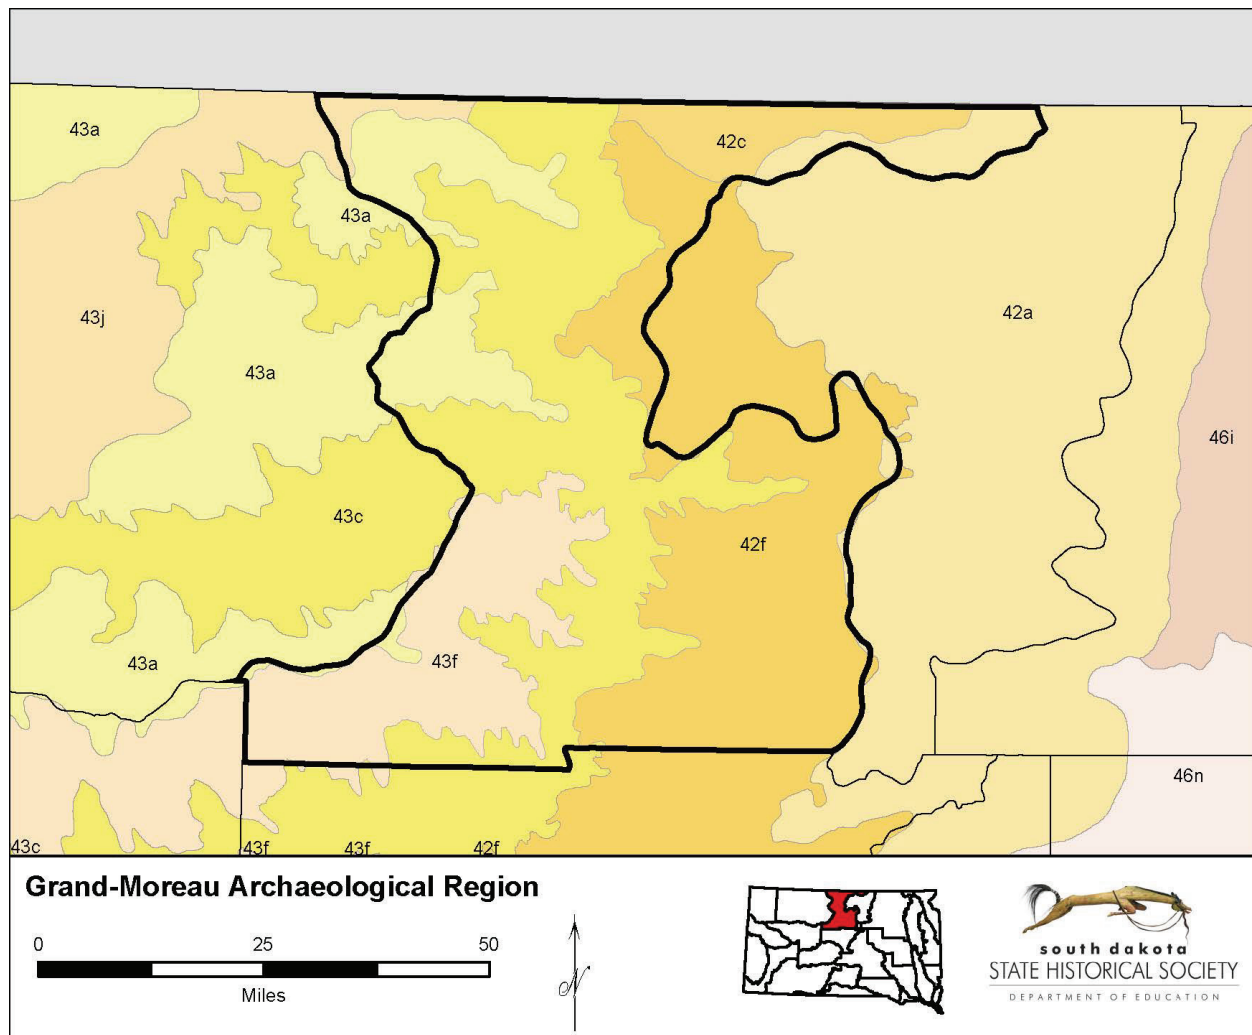 43a
42c
43a
43j
42a
43a
46i
43c
42f
43a
43f
46n
43c
43f
43f
42f
Grand-Moreau Archaeological Region
0 25 50
Miles
N
south dakota
STATE HISTORICAL SOCIETY
DEPARTMENT OF EDUCATION